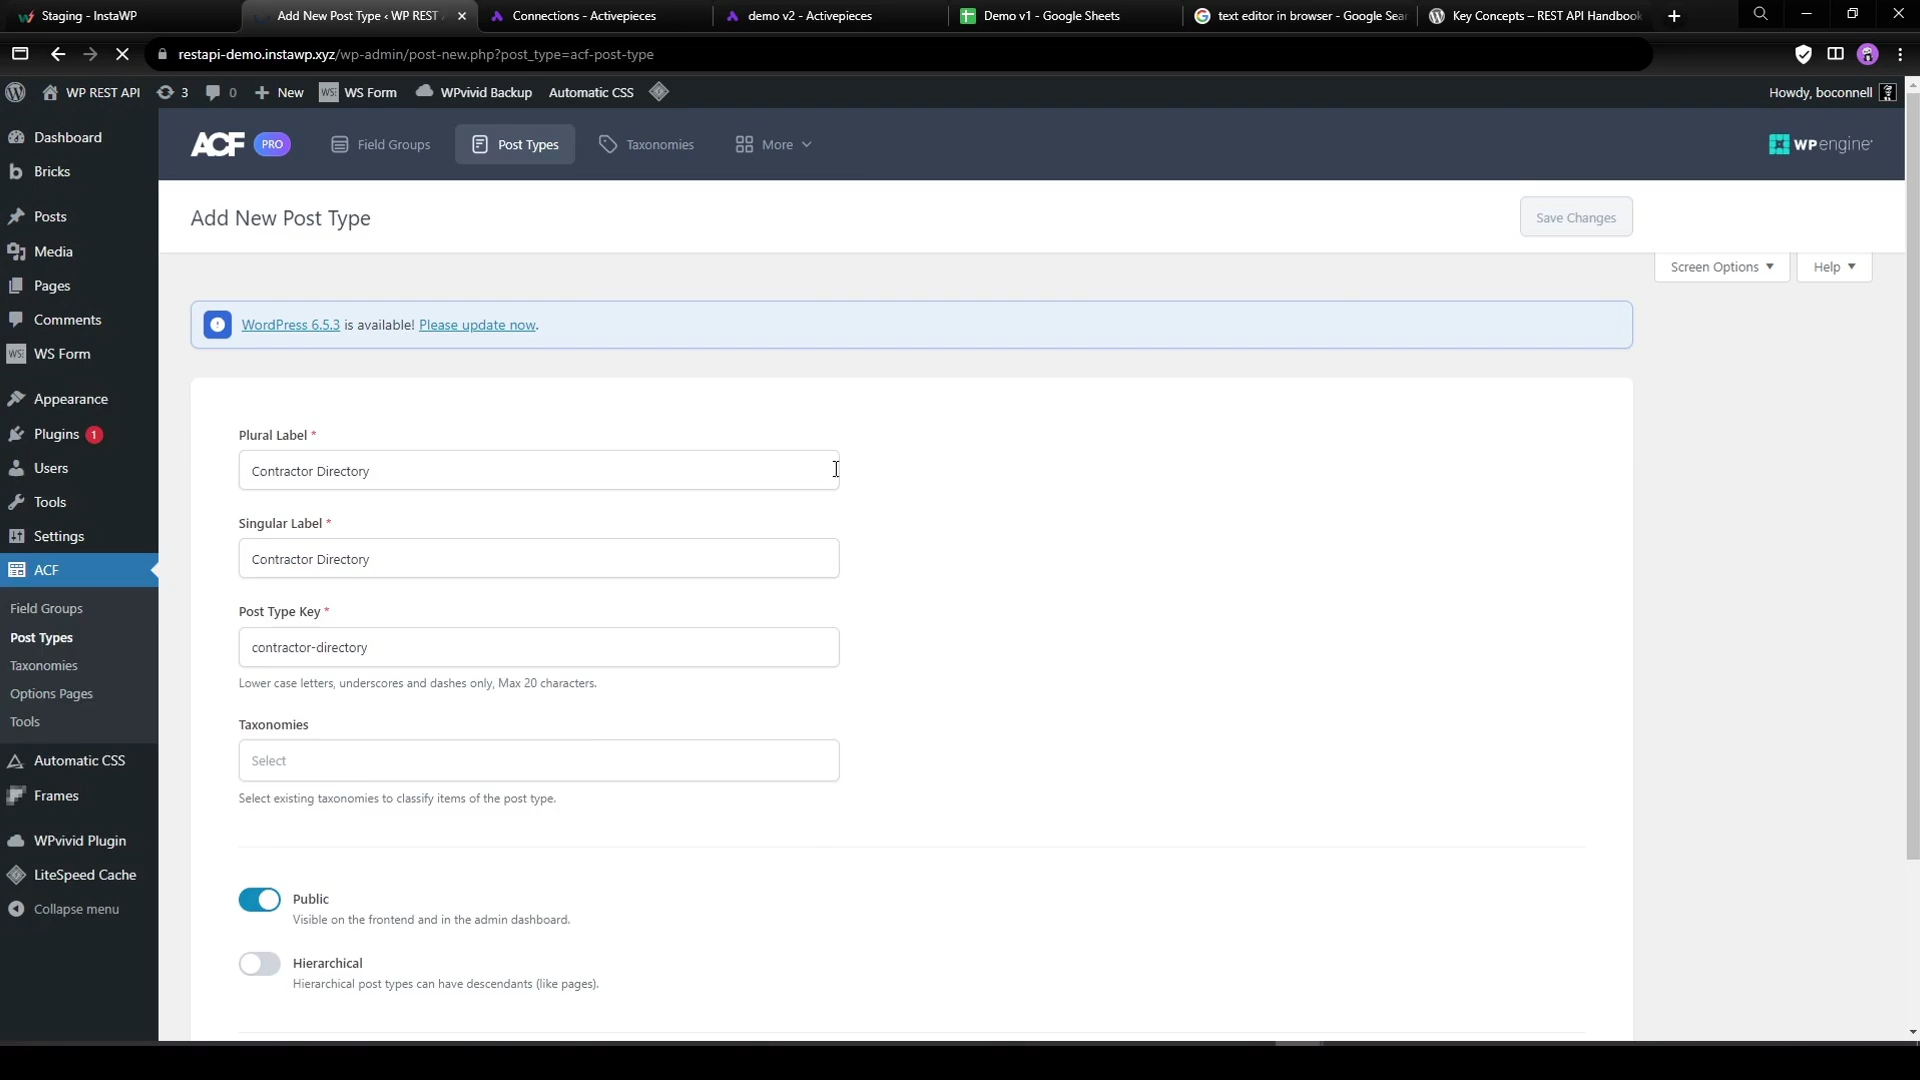 Staging - InstaWP
Add New Post Type ‹ WP REST
Connections - Activepieces
demo v2 - Activepieces
Demo v1 - Google Sheets
text editor in browser - Google Sear
Key Concepts – REST API Handbook
restapi-demo.instawp.xyz/wp-admin/post-new.php?post_type=acf-post-type
WP REST API
3
0
New
WS Form
WPvivid Backup
Automatic CSS
Howdy, boconnell
Dashboard
Bricks
Posts
Media
Pages
Comments
WS Form
Appearance
Plugins 1
Users
Tools
Settings
ACF
Field Groups
Post Types
Taxonomies
Options Pages
Tools
Automatic CSS
Frames
WPvivid Plugin
LiteSpeed Cache
Collapse menu
ACF PRO
Field Groups
Post Types
Taxonomies
More
WP engine
Add New Post Type
Save Changes
Screen Options
Help
WordPress 6.5.3 is available! Please update now.
Plural Label *
Contractor Directory
Singular Label *
Contractor Directory
Post Type Key *
contractor-directory
Lower case letters, underscores and dashes only, Max 20 characters.
Taxonomies
Select
Select existing taxonomies to classify items of the post type.
Public
Visible on the frontend and in the admin dashboard.
Hierarchical
Hierarchical post types can have descendants (like pages).